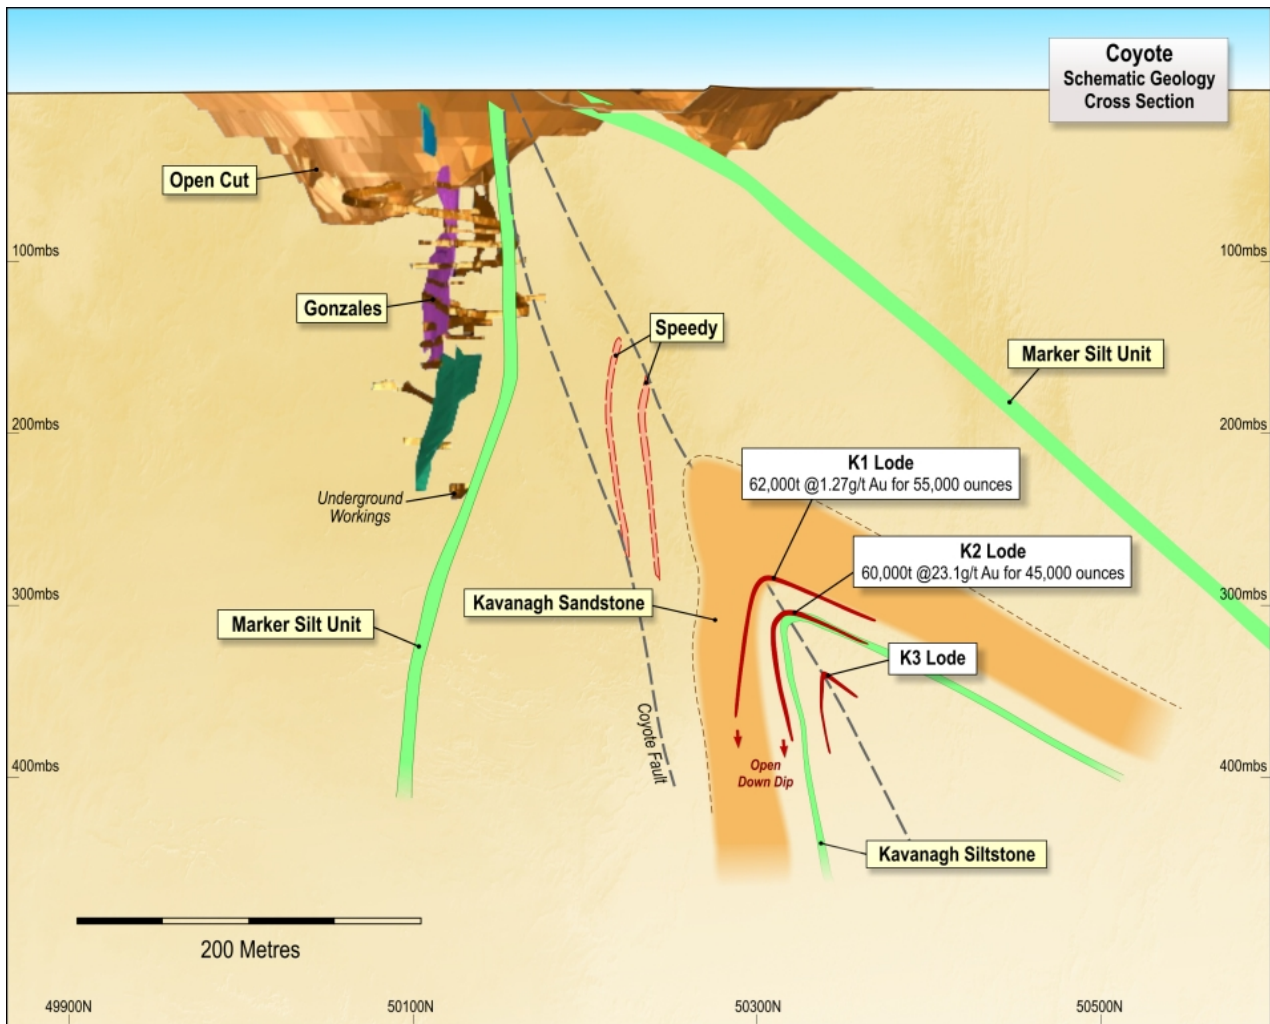 Coyote
Schematic Geology
Cross Section
Open Cut
100mbs
100mbs
Gonzales
Speedy
Marker Silt Unit
200mbs
200mbs
K1 Lode
62,000t @1.27g/t Au for 55,000 ounces
Underground
Workings
K2 Lode
60,000t @23.1g/t Au for 45,000 ounces
300mbs
300mbs
Kavanagh Sandstone
Marker Silt Unit
K3 Lode
Coyote Fault
400mbs
400mbs
Open
Down Dip
Kavanagh Siltstone
200 Metres
49900N
50100N
50300N
50500N